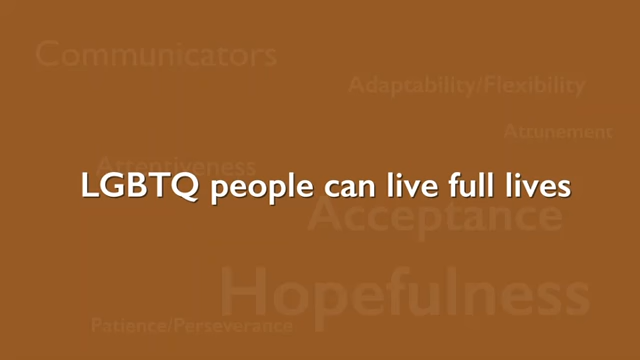 Communicators
Adaptability/Flexibility
Attunement
Attentiveness
LGBTQ people can live full lives
Acceptance
Hopefulness
Patience/Perseverance